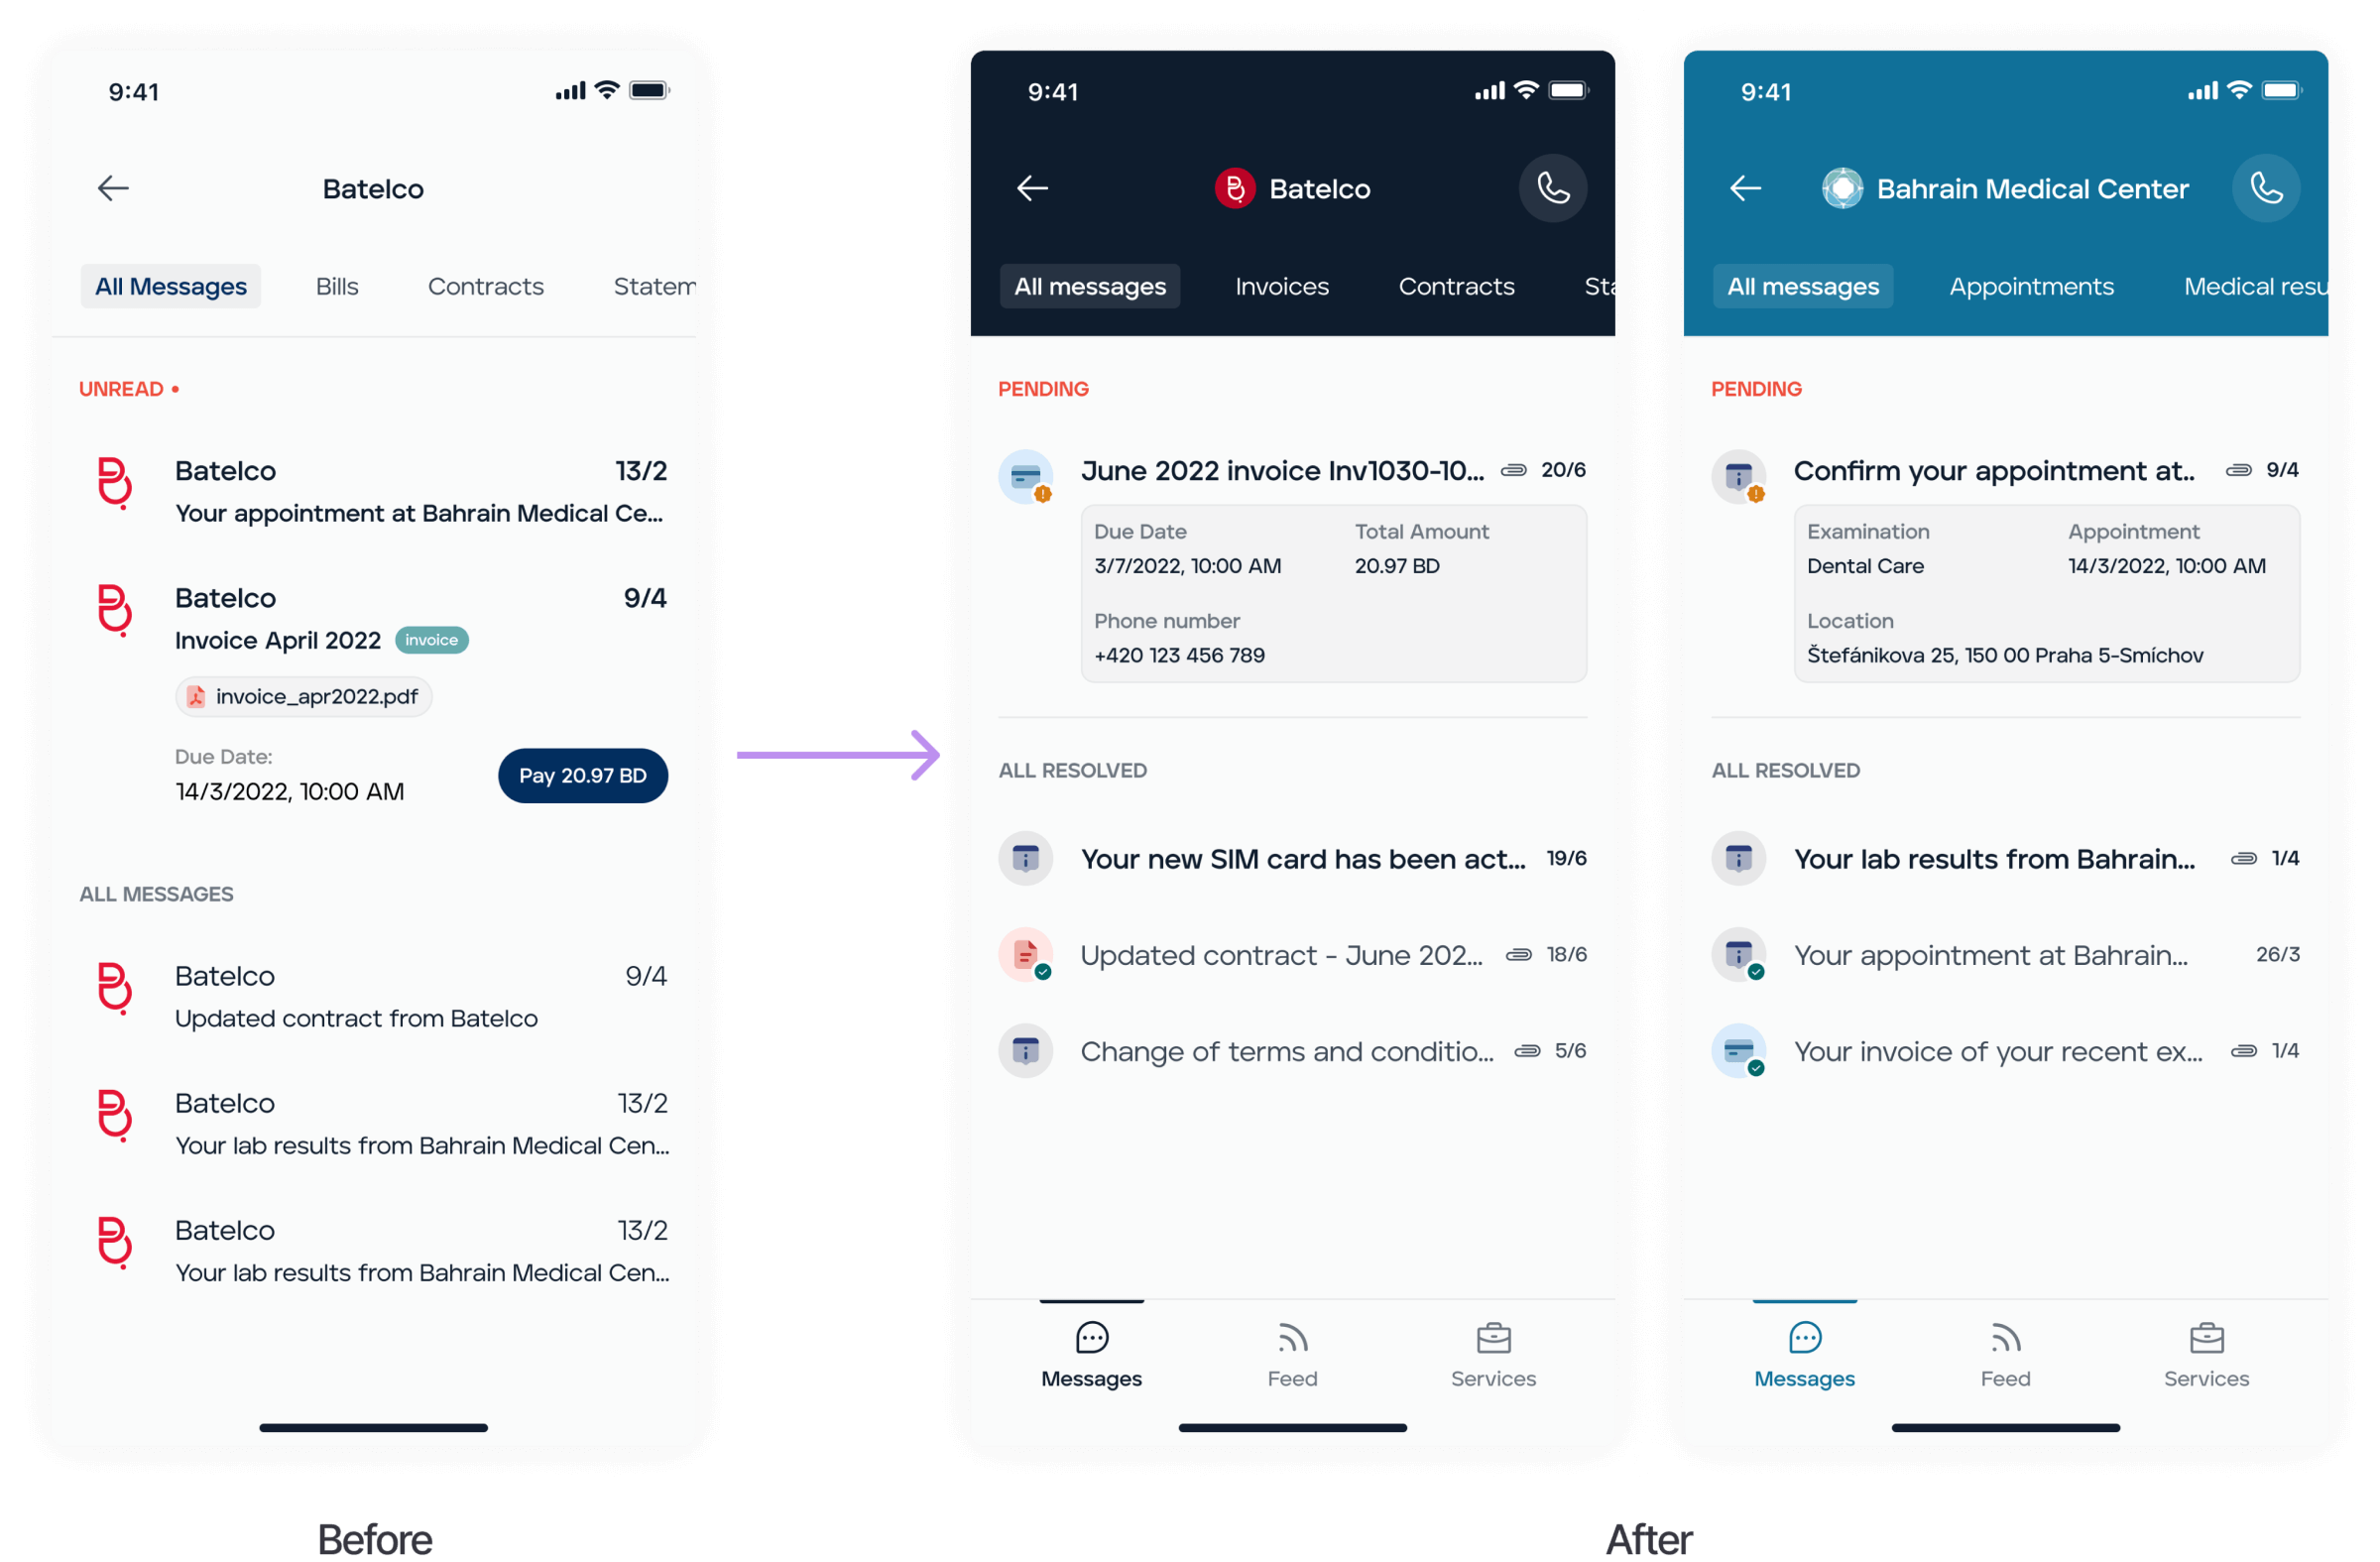 9:41
Batelco
All Messages Bills Contracts Statem
UNREAD •
Batelco 13/2
Your appointment at Bahrain Medical Ce...
Batelco 9/4
Invoice April 2022 invoice
invoice_apr2022.pdf
Due Date:
14/3/2022, 10:00 AM
Pay 20.97 BD
ALL MESSAGES
Batelco 9/4
Updated contract from Batelco
Batelco 13/2
Your lab results from Bahrain Medical Cen...
Batelco 13/2
Your lab results from Bahrain Medical Cen...
Before
9:41
Batelco
All messages Invoices Contracts Sta
PENDING
June 2022 invoice Inv1030-10... 20/6
Due Date Total Amount
3/7/2022, 10:00 AM 20.97 BD
Phone number
+420 123 456 789
ALL RESOLVED
Your new SIM card has been act... 19/6
Updated contract - June 202... 18/6
Change of terms and conditio... 5/6
Messages Feed Services
9:41
Bahrain Medical Center
All messages Appointments Medical resu
PENDING
Confirm your appointment at.. 9/4
Examination Appointment
Dental Care 14/3/2022, 10:00 AM
Location
Štefánikova 25, 150 00 Praha 5-Smíchov
ALL RESOLVED
Your lab results from Bahrain... 1/4
Your appointment at Bahrain... 26/3
Your invoice of your recent ex... 1/4
Messages Feed Services
After